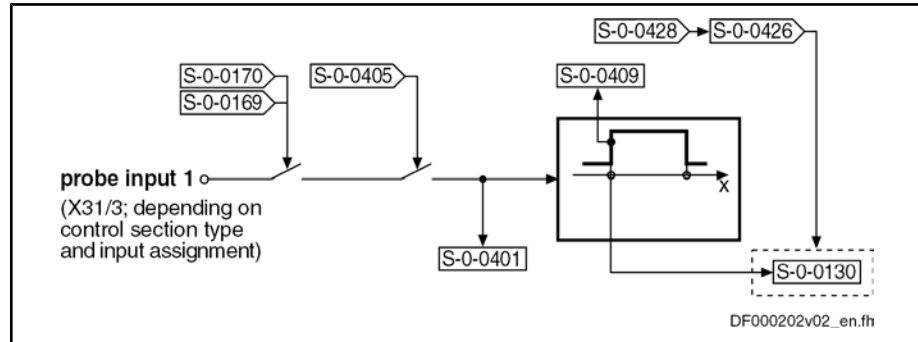 S-0-0428
S-0-0426
S-0-0170
S-0-0405
S-0-0409
S-0-0169
probe input 1
(X31/3; depending on
control section type
and input assignment)
X
S-0-0401
S-0-0130
DF000202v02_en.fh